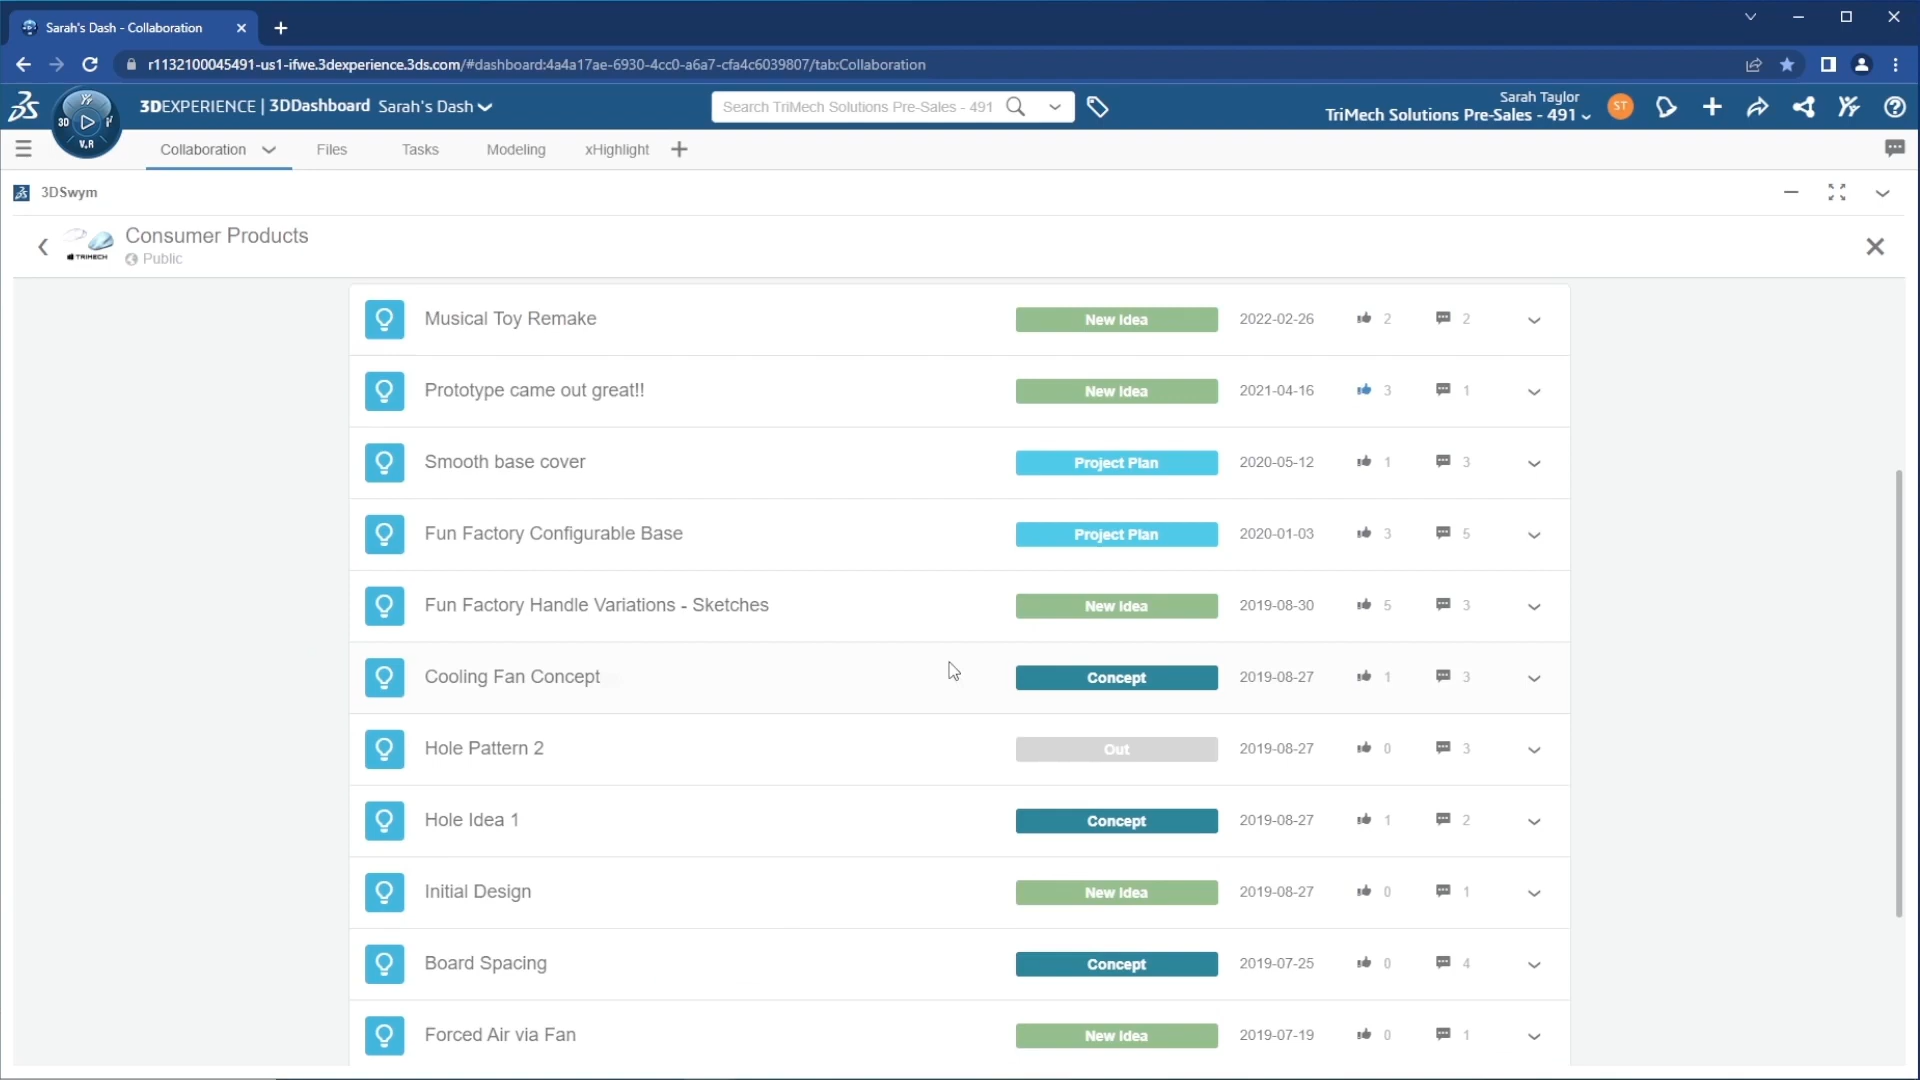 Sarah's Dash - Collaboration
r1132100045491-us1-ifwe.3dexperience.3ds.com/#dashboard:4a4a17ae-6930-4cc0-a6a7-cfa4c6039807/tab:Collaboration
3D V.R
3DEXPERIENCE | 3DDashboard Sarah's Dash
Search TriMech Solutions Pre-Sales - 491
Sarah Taylor
TriMech Solutions Pre-Sales - 491
ST
Collaboration Files Tasks Modeling xHighlight
3DSwym
Consumer Products
TRIMECH
Public
Musical Toy Remake New Idea 2022-02-26 2 2
Prototype came out great!! New Idea 2021-04-16 3 1
Smooth base cover Project Plan 2020-05-12 1 3
Fun Factory Configurable Base Project Plan 2020-01-03 3 5
Fun Factory Handle Variations - Sketches New Idea 2019-08-30 5 3
Cooling Fan Concept Concept 2019-08-27 1 3
Hole Pattern 2 Out 2019-08-27 0 3
Hole Idea 1 Concept 2019-08-27 1 2
Initial Design New Idea 2019-08-27 0 1
Board Spacing Concept 2019-07-25 0 4
Forced Air via Fan New Idea 2019-07-19 0 1